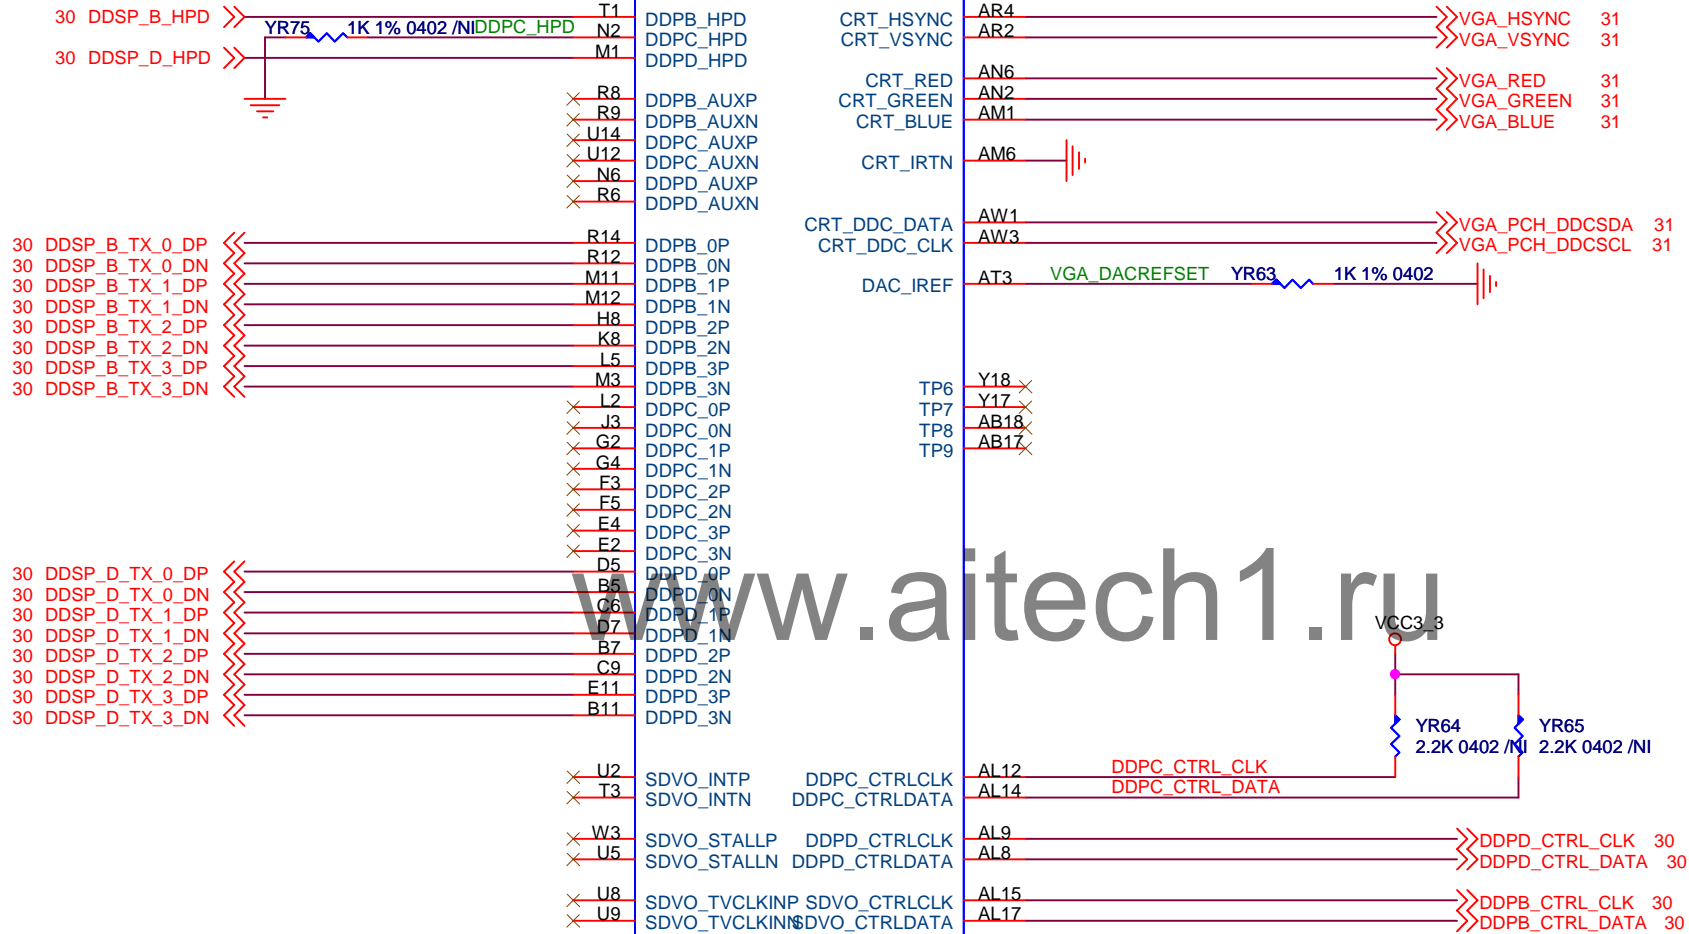 30 DDSP_B_HPD T1 DDPB_HPD CRT_HSYNC AR4 VGA_HSYNC 31
YR75 1K 1% 0402 /NI DDPC_HPD N2 DDPC_HPD CRT_VSYNC AR2 VGA_VSYNC 31
30 DDSP_D_HPD M1 DDPD_HPD
CRT_RED AN6 VGA_RED 31
R8 DDPB_AUXP CRT_GREEN AN2 VGA_GREEN 31
R9 DDPB_AUXN CRT_BLUE AM1 VGA_BLUE 31
U14 DDPC_AUXP
U12 DDPC_AUXN CRT_IRTN AM6
N6 DDPD_AUXP
R6 DDPD_AUXN
CRT_DDC_DATA AW1 VGA_PCH_DDCSDA 31
30 DDSP_B_TX_0_DP R14 DDPB_0P CRT_DDC_CLK AW3 VGA_PCH_DDCSCL 31
30 DDSP_B_TX_0_DN R12 DDPB_0N
30 DDSP_B_TX_1_DP M11 DDPB_1P DAC_IREF AT3 VGA_DACREFSET YR63 1K 1% 0402
30 DDSP_B_TX_1_DN M12 DDPB_1N
30 DDSP_B_TX_2_DP H8 DDPB_2P
30 DDSP_B_TX_2_DN K8 DDPB_2N
30 DDSP_B_TX_3_DP L5 DDPB_3P
30 DDSP_B_TX_3_DN M3 DDPB_3N TP6 Y18
L2 DDPC_0P TP7 Y17
J3 DDPC_0N TP8 AB18
G2 DDPC_1P TP9 AB17
G4 DDPC_1N
F3 DDPC_2P
F5 DDPC_2N
E4 DDPC_3P
E2 DDPC_3N
30 DDSP_D_TX_0_DP D5 DDPD_0P
30 DDSP_D_TX_0_DN B5 DDPD_0N
www.aitech1.ru
30 DDSP_D_TX_1_DP C6 DDPD_1P
30 DDSP_D_TX_1_DN D7 DDPD_1N VCC3_3
30 DDSP_D_TX_2_DP B7 DDPD_2P
30 DDSP_D_TX_2_DN C9 DDPD_2N
30 DDSP_D_TX_3_DP E11 DDPD_3P
30 DDSP_D_TX_3_DN B11 DDPD_3N
YR64 YR65
2.2K 0402 /NI 2.2K 0402 /NI
U2 SDVO_INTP DDPC_CTRLCLK AL12 DDPC_CTRL_CLK
T3 SDVO_INTN DDPC_CTRLDATA AL14 DDPC_CTRL_DATA
W3 SDVO_STALLP DDPD_CTRLCLK AL9 DDPD_CTRL_CLK 30
U5 SDVO_STALLN DDPD_CTRLDATA AL8 DDPD_CTRL_DATA 30
U8 SDVO_TVCLKINP SDVO_CTRLCLK AL15 DDPB_CTRL_CLK 30
U9 SDVO_TVCLKINN SDVO_CTRLDATA AL17 DDPB_CTRL_DATA 30